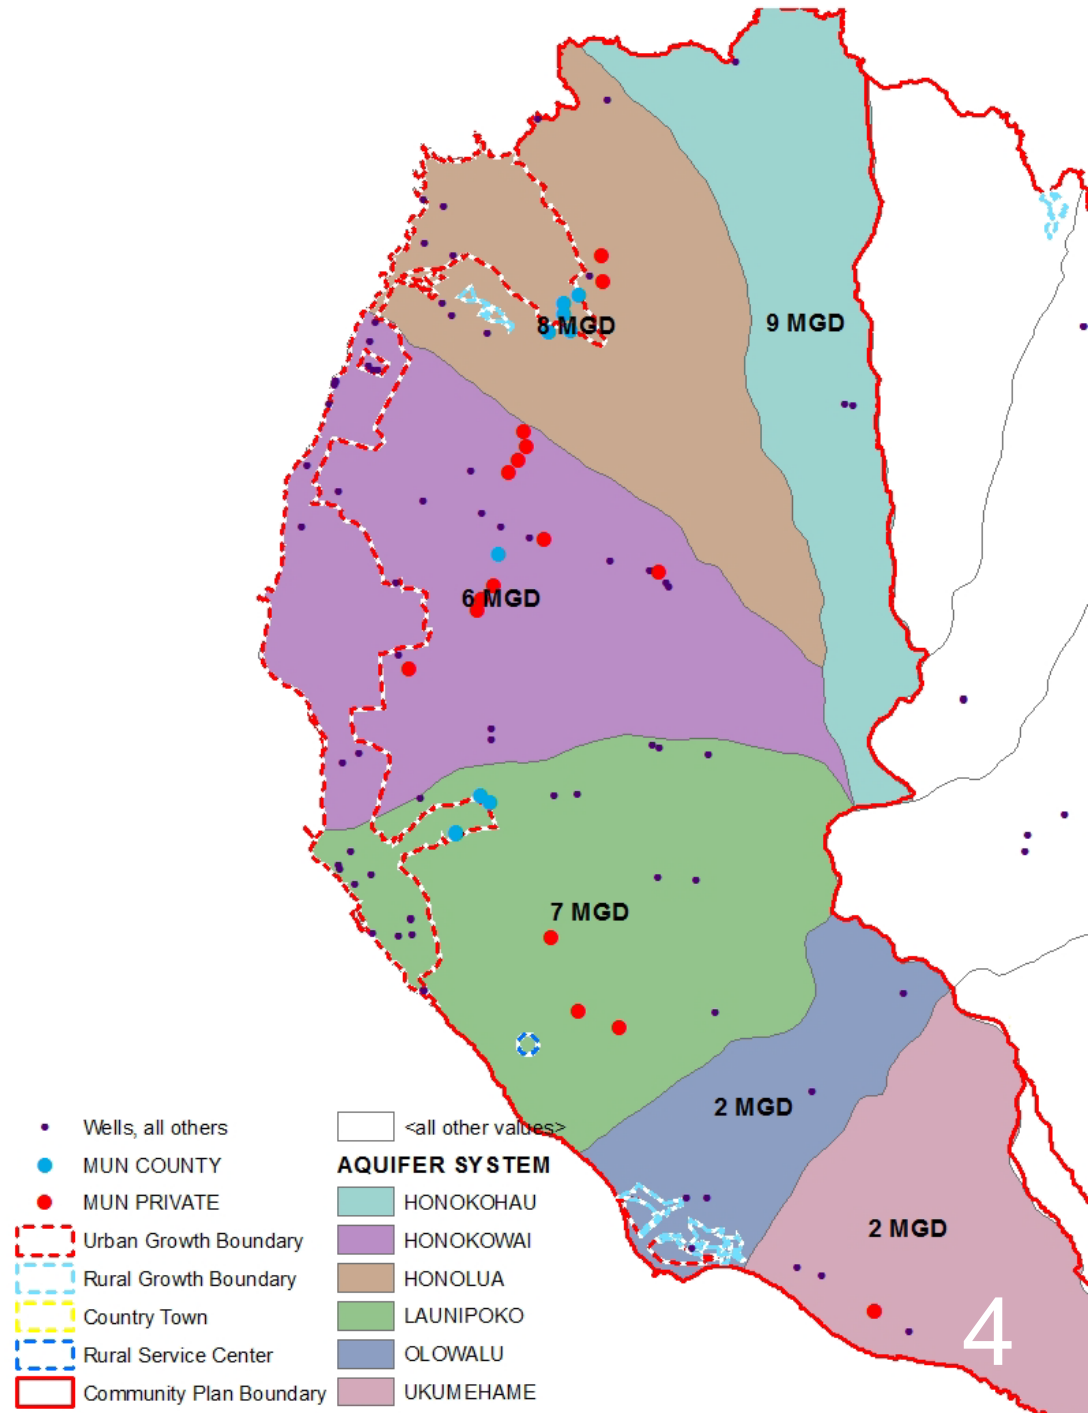 8 MGD
9 MGD
6 MGD
7 MGD
2 MGD
2 MGD
4
Wells, all others
MUN COUNTY
MUN PRIVATE
Urban Growth Boundary
Rural Growth Boundary
Country Town
Rural Service Center
Community Plan Boundary
<all other values>
AQUIFER SYSTEM
HONOKOHAU
HONOKOWAI
HONOLUA
LAUNIPOKO
OLOWALU
UKUMEHAME